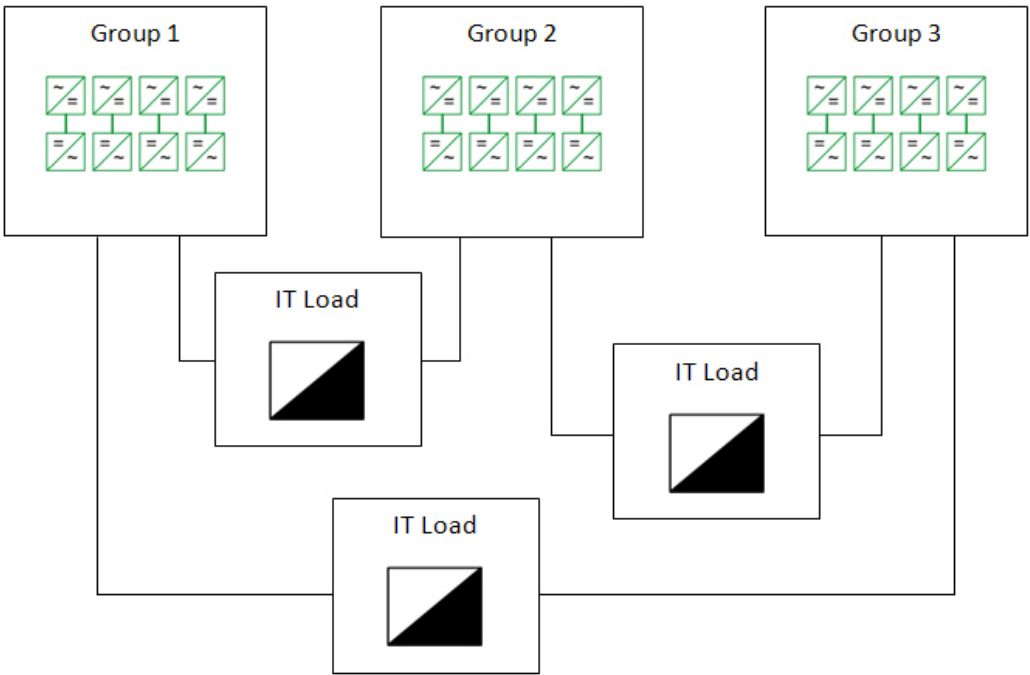 Group 1
Group 2
Group 3
~ ~ ~ ~
= = = =
= = = =
~ ~ ~ ~
~ ~ ~ ~
= = = =
= = = =
~ ~ ~ ~
~ ~ ~ ~
= = = =
= = = =
~ ~ ~ ~
IT Load
IT Load
IT Load